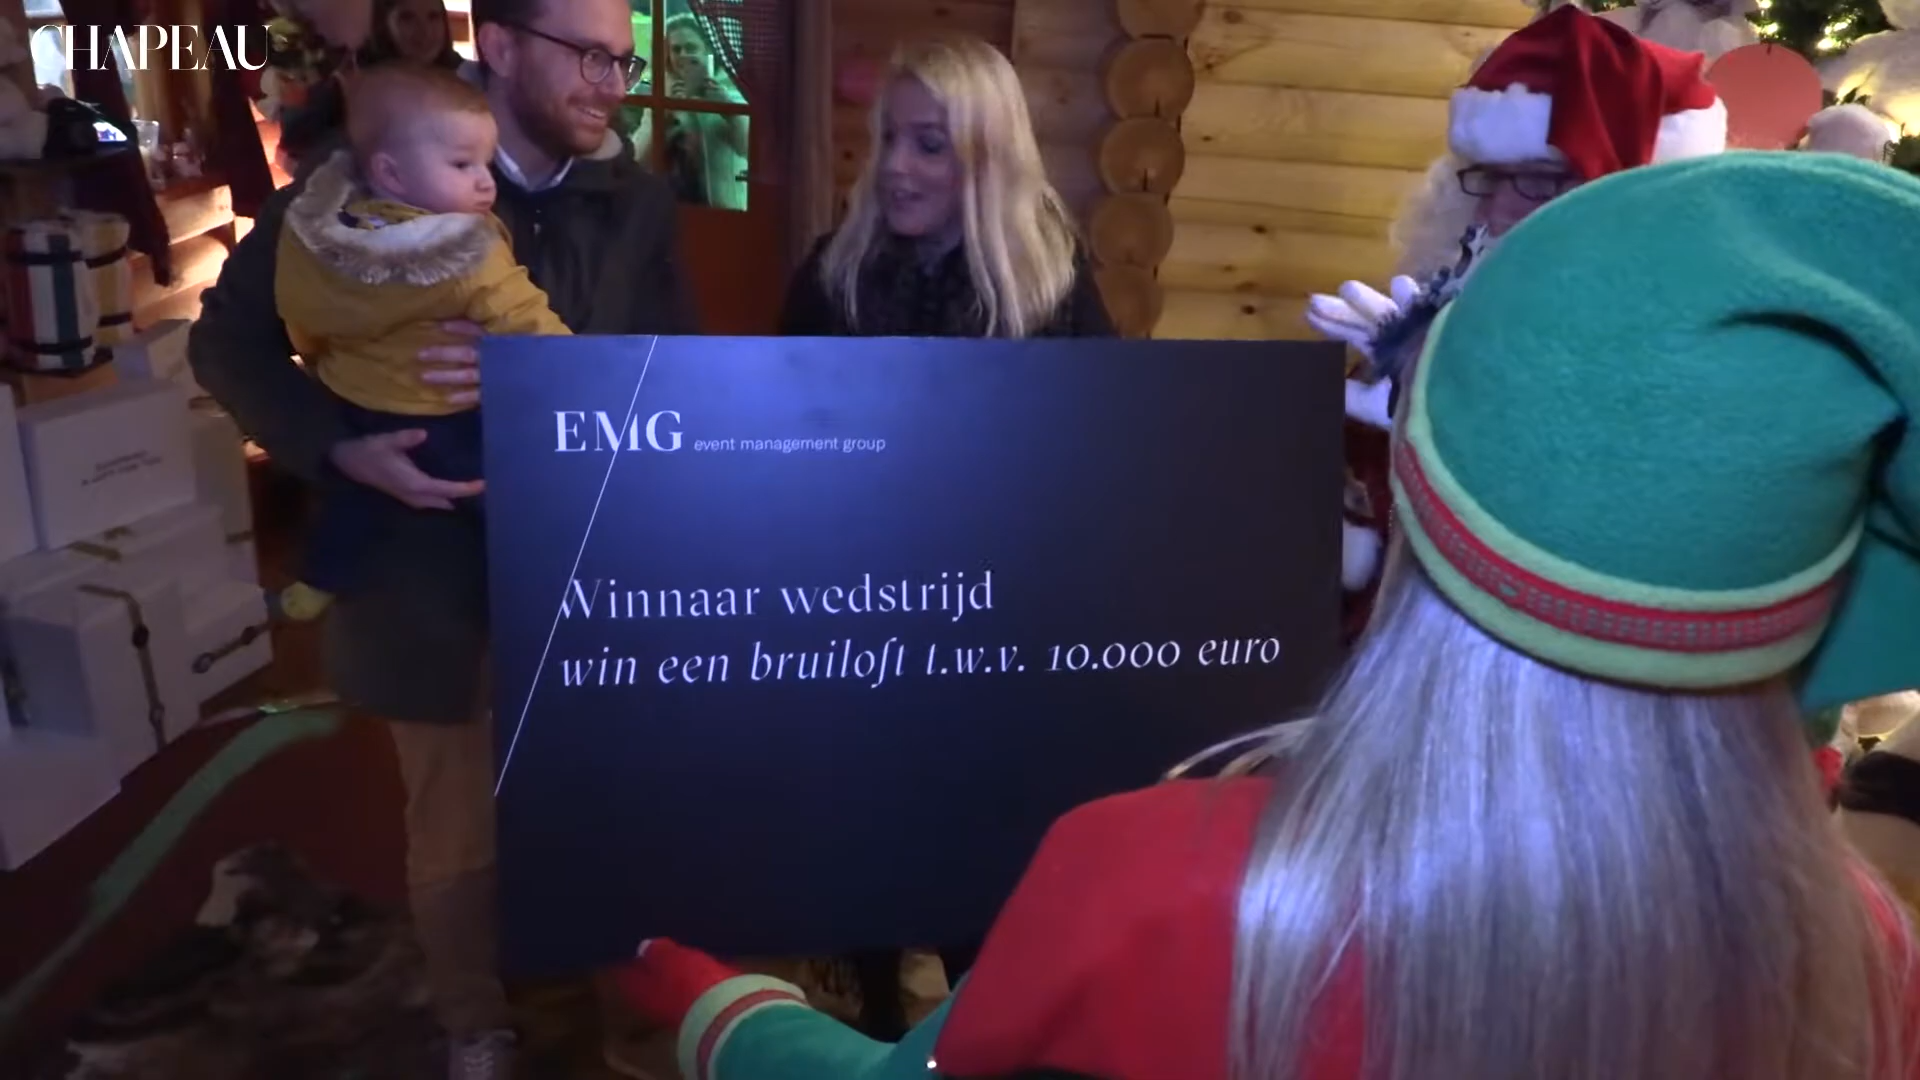 CHAPEAU
EMG event management group
Winnaar wedstrijd
win een bruiloft t.w.v. 10.000 euro